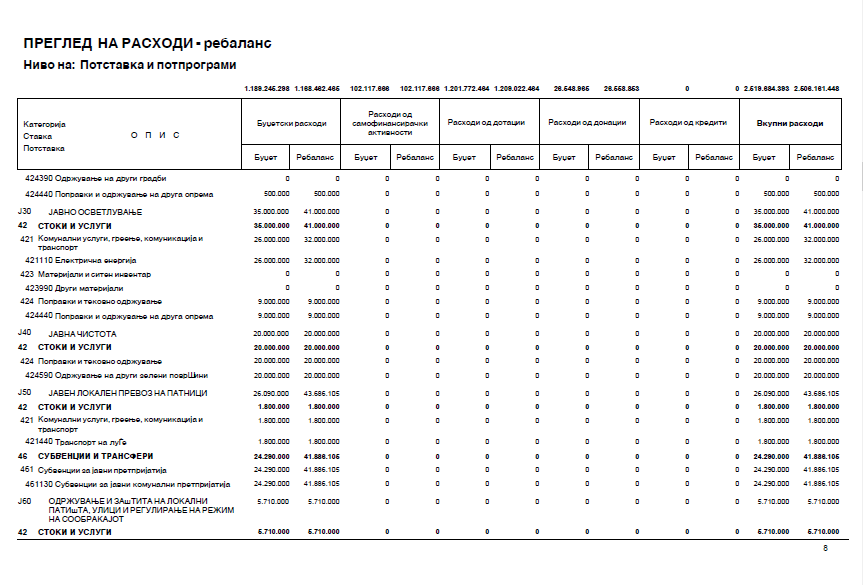 ПРЕГЛЕД НА РАСХОДИ - ребаланс
Ниво на: Потставка и потпрограми
1.189.245.298 1.168.462.465 102.117.666 102.117.666 1.201.772.464 1.209.022.464 26.548.965 26.558.853 0 0 2.519.684.393 2.506.161.448
Категорија
Ставка
Потставка
О П И С
Буџетски расходи
Расходи од самофинансирачки активности
Расходи од дотации
Расходи од донации
Расходи од кредити
Вкупни расходи
Буџет Ребаланс Буџет Ребаланс Буџет Ребаланс Буџет Ребаланс Буџет Ребаланс Буџет Ребаланс
424390 Одржување на други градби 0 0 0 0 0 0 0 0 0 0 0 0
424440 Поправки и одржување на друга опрема 500.000 500.000 0 0 0 0 0 0 0 0 500.000 500.000
J30 ЈАВНО ОСВЕТЛУВАЊЕ 35.000.000 41.000.000 0 0 0 0 0 0 0 0 35.000.000 41.000.000
42 СТОКИ И УСЛУГИ 35.000.000 41.000.000 0 0 0 0 0 0 0 0 35.000.000 41.000.000
421 Комунални услуги, греење, комуникација и транспорт 26.000.000 32.000.000 0 0 0 0 0 0 0 0 26.000.000 32.000.000
421110 Електрична енергија 26.000.000 32.000.000 0 0 0 0 0 0 0 0 26.000.000 32.000.000
423 Материјали и ситен инвентар 0 0 0 0 0 0 0 0 0 0 0 0
423990 Други материјали 0 0 0 0 0 0 0 0 0 0 0 0
424 Поправки и тековно одржување 9.000.000 9.000.000 0 0 0 0 0 0 0 0 9.000.000 9.000.000
424440 Поправки и одржување на друга опрема 9.000.000 9.000.000 0 0 0 0 0 0 0 0 9.000.000 9.000.000
J40 ЈАВНА ЧИСТОТА 20.000.000 20.000.000 0 0 0 0 0 0 0 0 20.000.000 20.000.000
42 СТОКИ И УСЛУГИ 20.000.000 20.000.000 0 0 0 0 0 0 0 0 20.000.000 20.000.000
424 Поправки и тековно одржување 20.000.000 20.000.000 0 0 0 0 0 0 0 0 20.000.000 20.000.000
424590 Одржување на други зелени површини 20.000.000 20.000.000 0 0 0 0 0 0 0 0 20.000.000 20.000.000
J50 ЈАВЕН ЛОКАЛЕН ПРЕВОЗ НА ПАТНИЦИ 26.090.000 43.686.105 0 0 0 0 0 0 0 0 26.090.000 43.686.105
42 СТОКИ И УСЛУГИ 1.800.000 1.800.000 0 0 0 0 0 0 0 0 1.800.000 1.800.000
421 Комунални услуги, греење, комуникација и транспорт 1.800.000 1.800.000 0 0 0 0 0 0 0 0 1.800.000 1.800.000
421440 Транспорт на луѓе 1.800.000 1.800.000 0 0 0 0 0 0 0 0 1.800.000 1.800.000
46 СУБВЕНЦИИ И ТРАНСФЕРИ 24.290.000 41.886.105 0 0 0 0 0 0 0 0 24.290.000 41.886.105
461 Субвенции за јавни претпријатија 24.290.000 41.886.105 0 0 0 0 0 0 0 0 24.290.000 41.886.105
461130 Субвенции за јавни комунални претпријатија 24.290.000 41.886.105 0 0 0 0 0 0 0 0 24.290.000 41.886.105
J60 ОДРЖУВАЊЕ И ЗАшТИТА НА ЛОКАЛНИ 5.710.000 5.710.000 0 0 0 0 0 0 0 0 5.710.000 5.710.000
ПАТИшТА, УЛИЦИ И РЕГУЛИРАЊЕ НА РЕЖИМ
НА СООБРАКАЈОТ
42 СТОКИ И УСЛУГИ 5.710.000 5.710.000 0 0 0 0 0 0 0 0 5.710.000 5.710.000
8